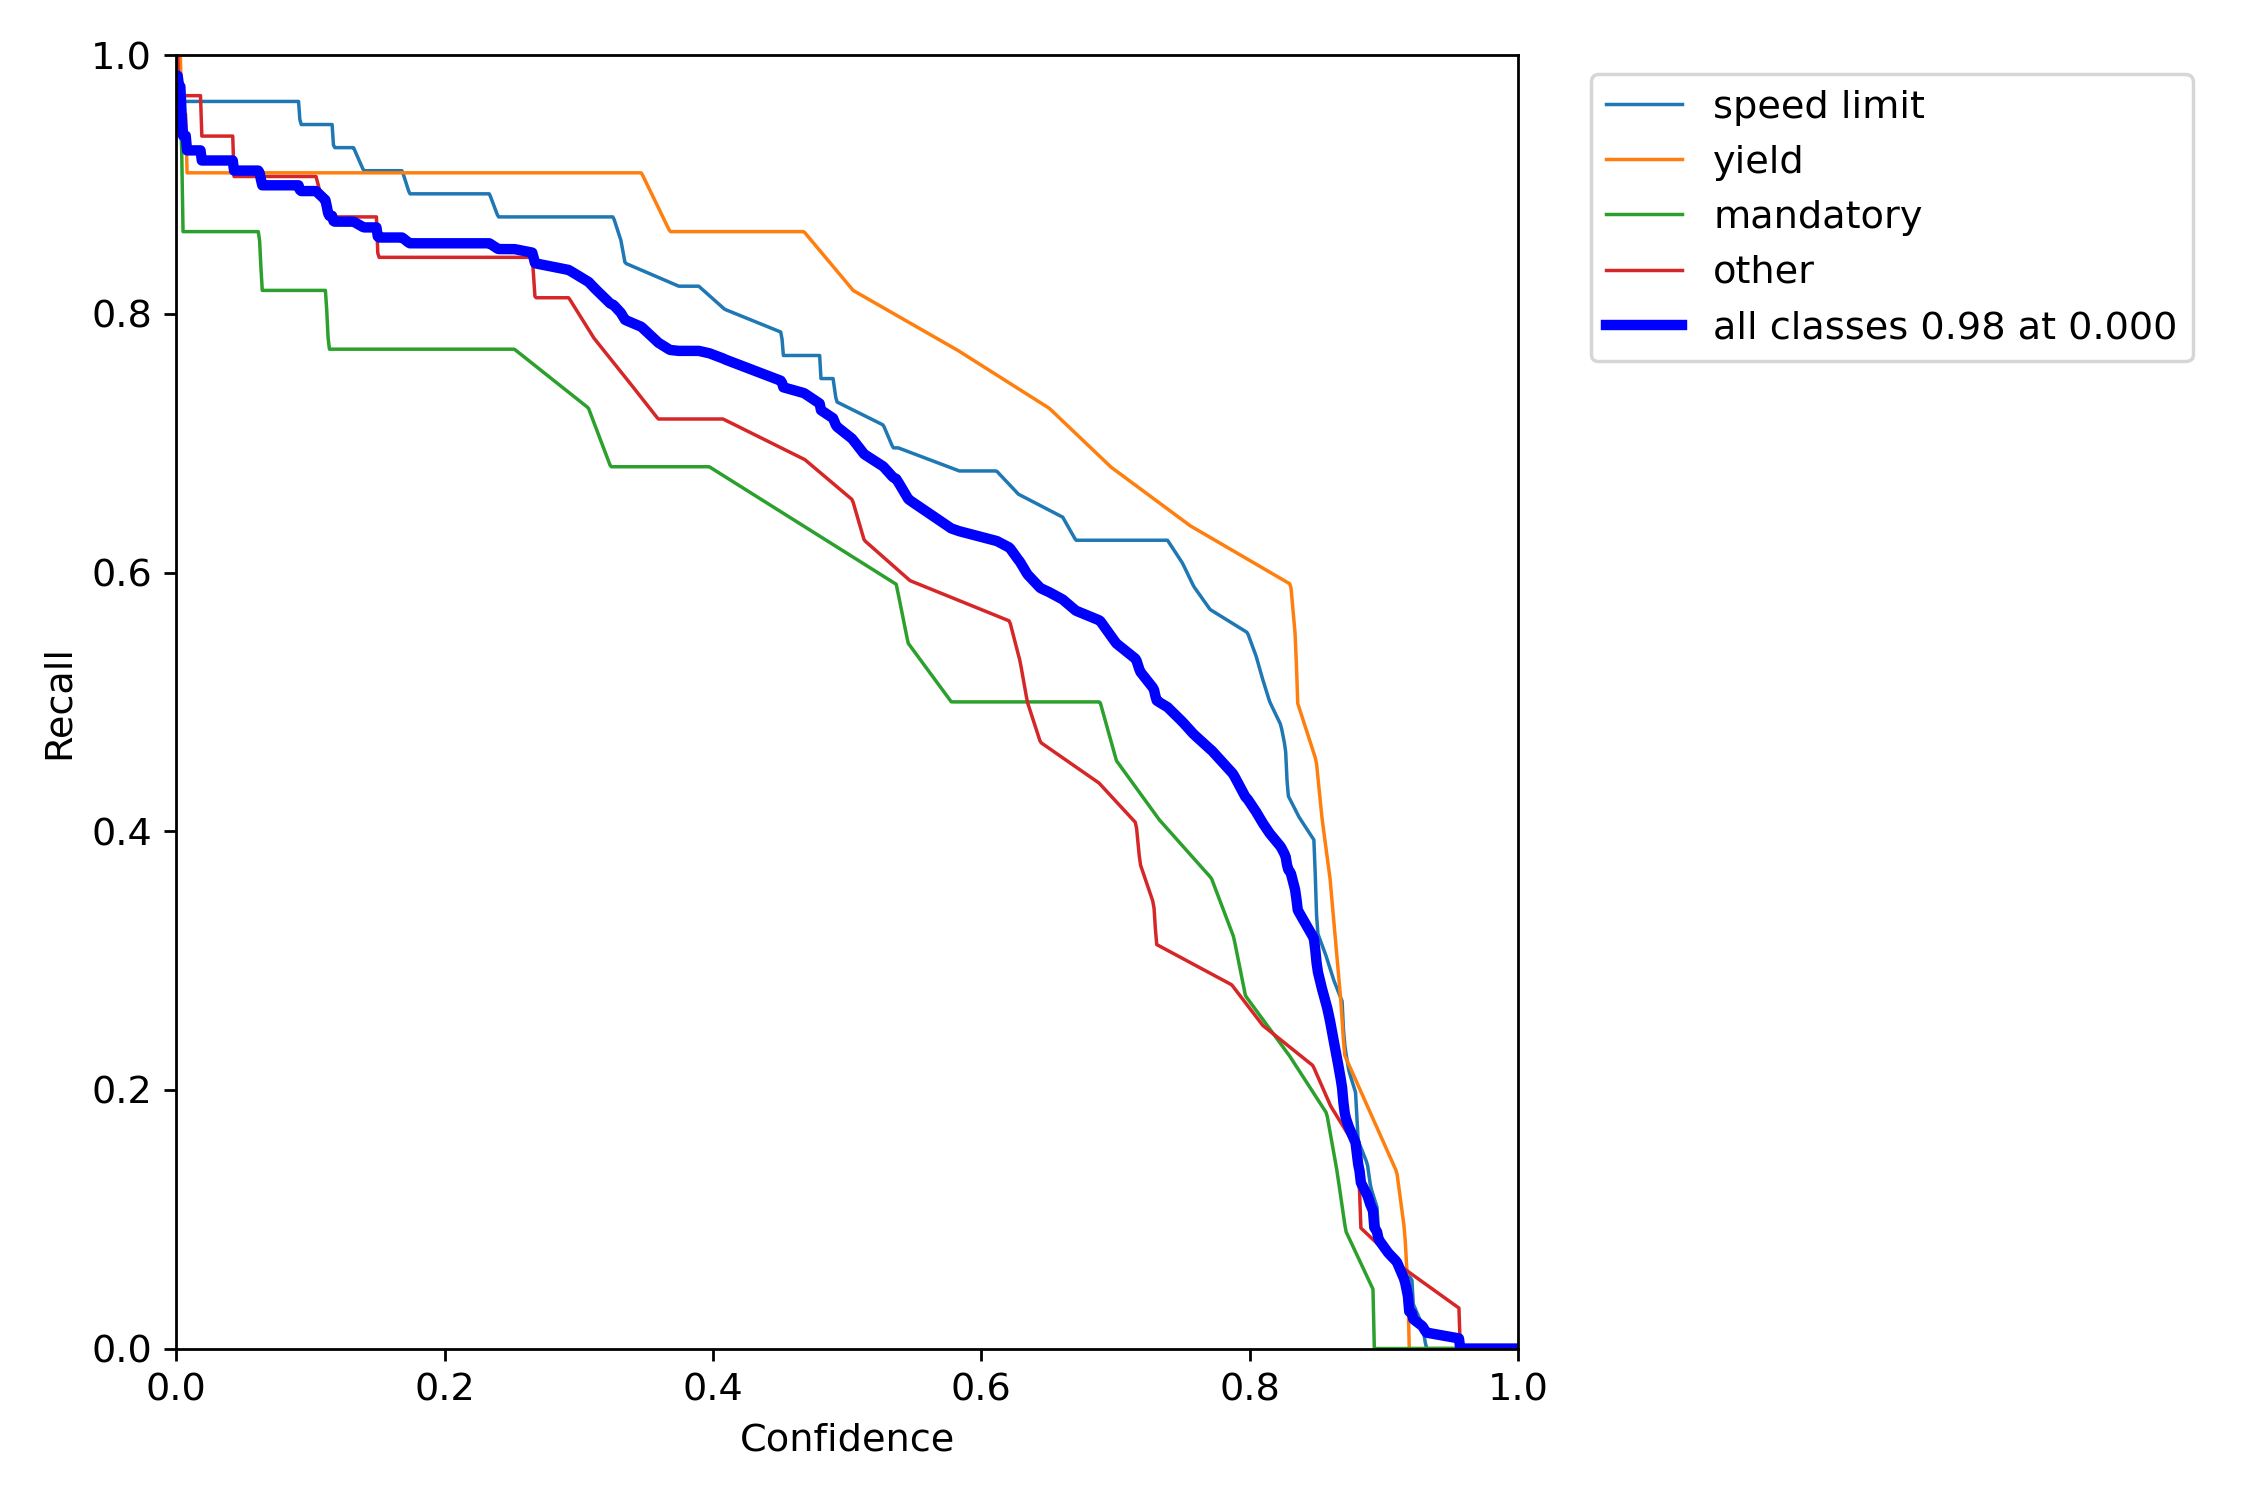 1.0
0.8
0.6
0.4
0.2
0.0
Recall
0.0 0.2 0.4 0.6 0.8 1.0
Confidence
speed limit
yield
mandatory
other
all classes 0.98 at 0.000